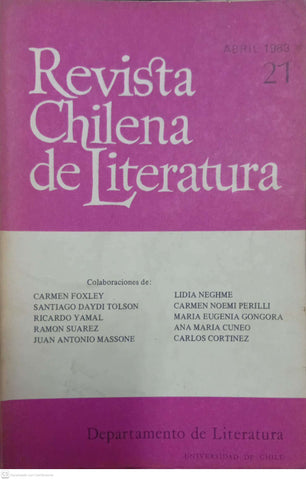 ABRIL 1983
21
Revista
Chilena
de Literatura
Colaboraciones de:
CARMEN FOXLEY
SANTIAGO DAYDI TOLSON
RICARDO YAMAL
RAMON SUAREZ
JUAN ANTONIO MASSONE
LIDIA NEGHME
CARMEN NOEMI PERILLI
MARIA EUGENIA GONGORA
ANA MARIA CUNEO
CARLOS CORTINEZ
Departamento de Literatura
UNIVERSIDAD DE CHILE